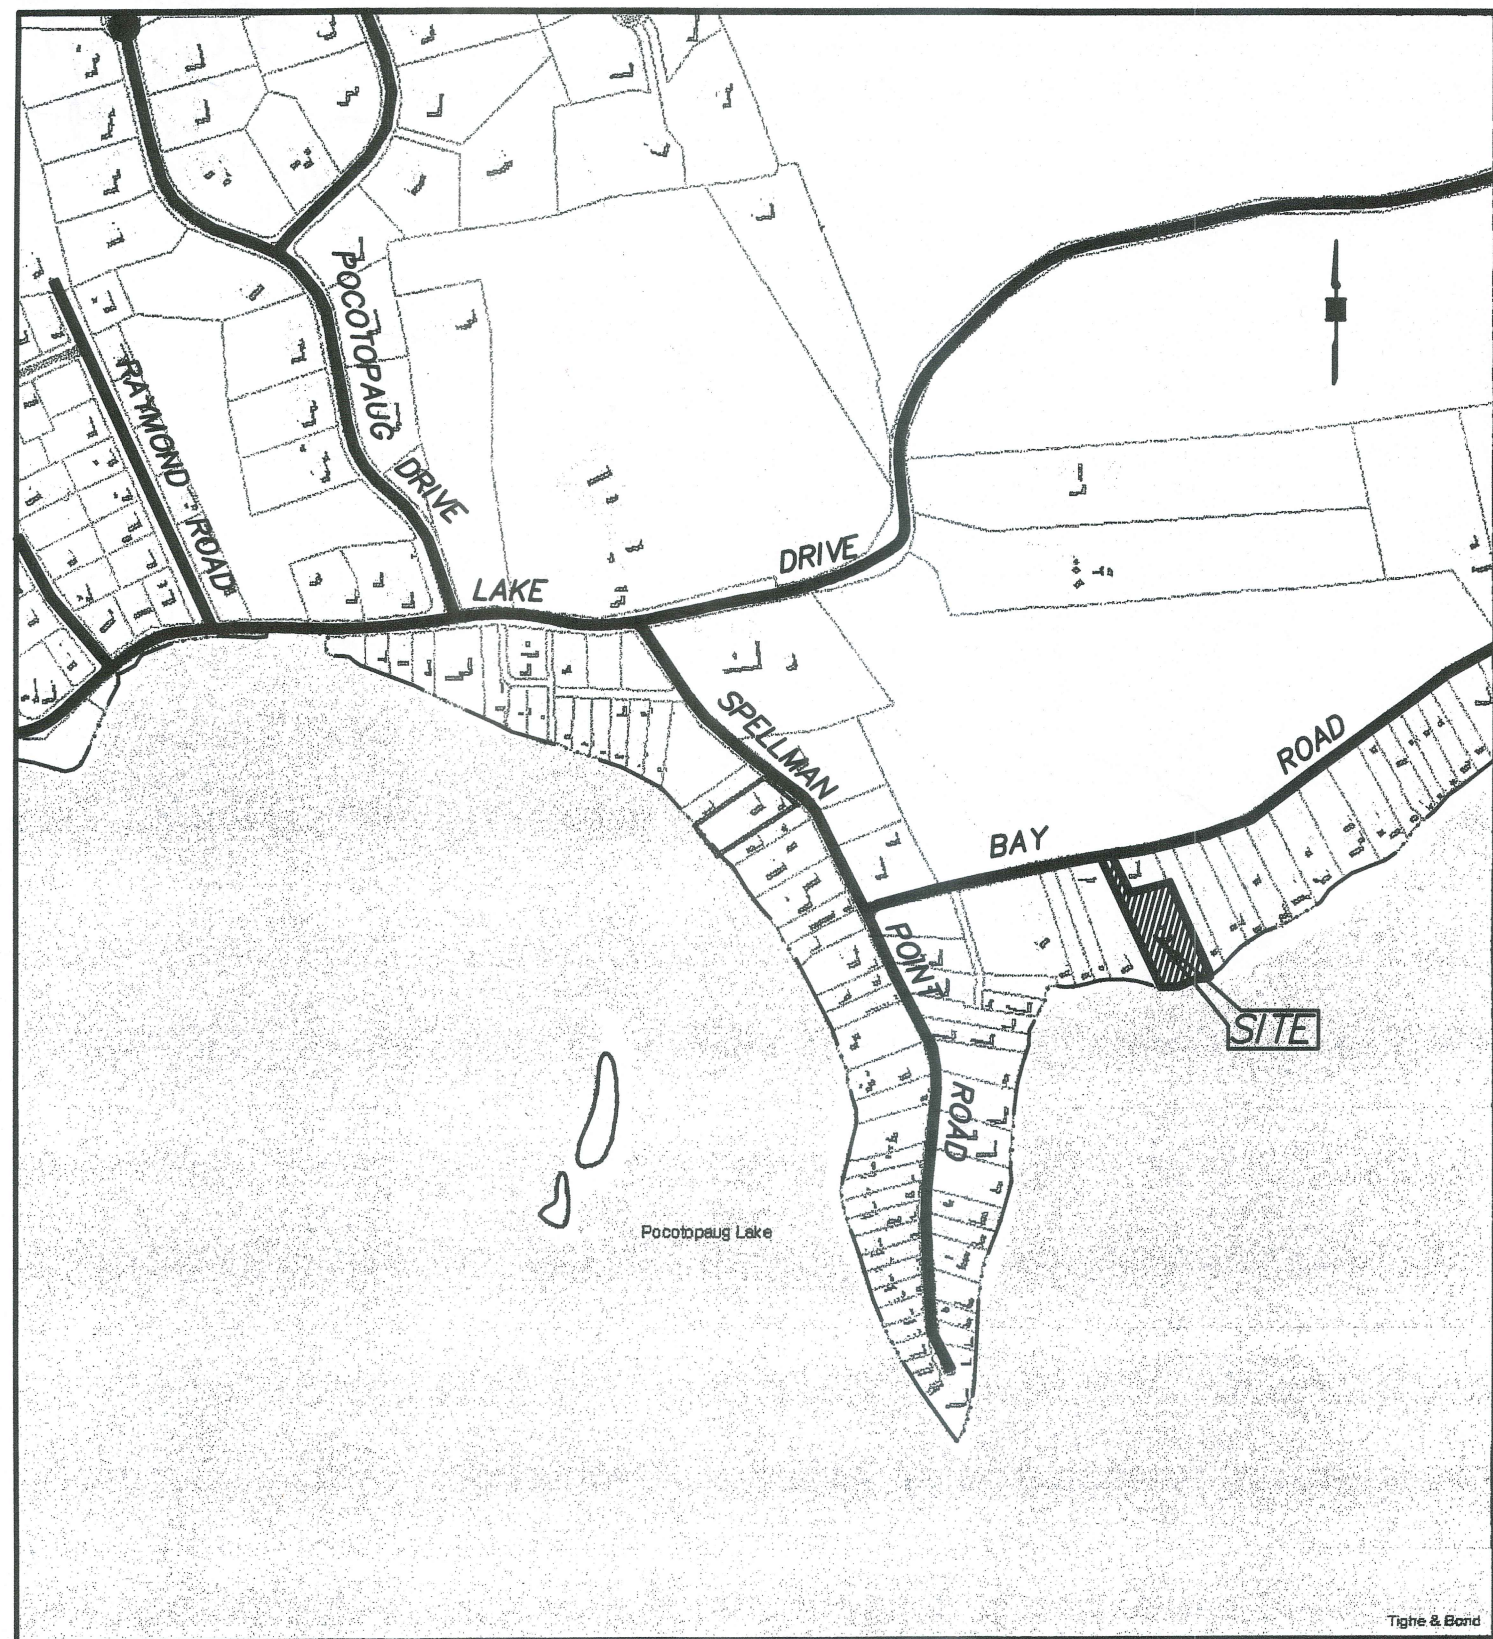 POCOTOPAUG DRIVE
RAYMOND ROAD
LAKE DRIVE
SPELLMAN POINT ROAD
BAY ROAD
SITE
Pocotopaug Lake
Tighe & Bond